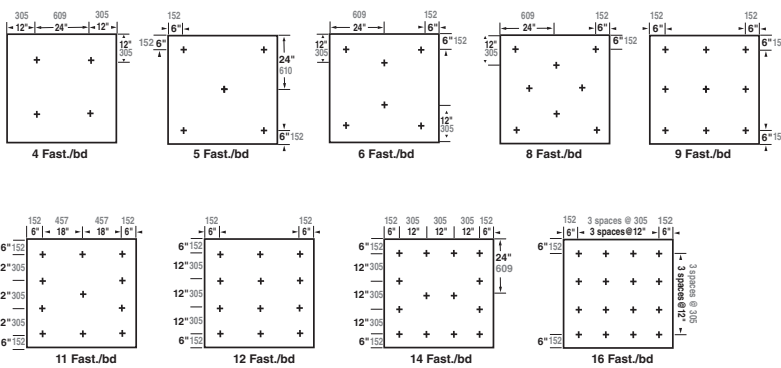 305 609 305
12" 24" 12"
12"
305
4 Fast./bd
152
6"
152 6"
24"
610
6" 152
5 Fast./bd
609 152
24" 6"
12"
305
6" 152
12"
305
6 Fast./bd
609 152
24" 6"
12"
305
6" 152
8 Fast./bd
152 152
6" 6"
6" 15
6" 15
9 Fast./bd
152 457 457 152
6" 18" 18" 6"
6" 152
2" 305
2" 305
2" 305
6" 152
11 Fast./bd
152 152
6" 6"
6" 152
12" 305
12" 305
12" 305
6" 152
12 Fast./bd
152 305 305 305 152
6" 12" 12" 12" 6"
6" 152
12" 305
12" 305
12" 305
6" 152
24"
609
14 Fast./bd
152 3 spaces @ 305 152
6" 3 spaces@12" 6"
6" 152
6" 152
3 spaces@12"
3 spaces @ 305
16 Fast./bd